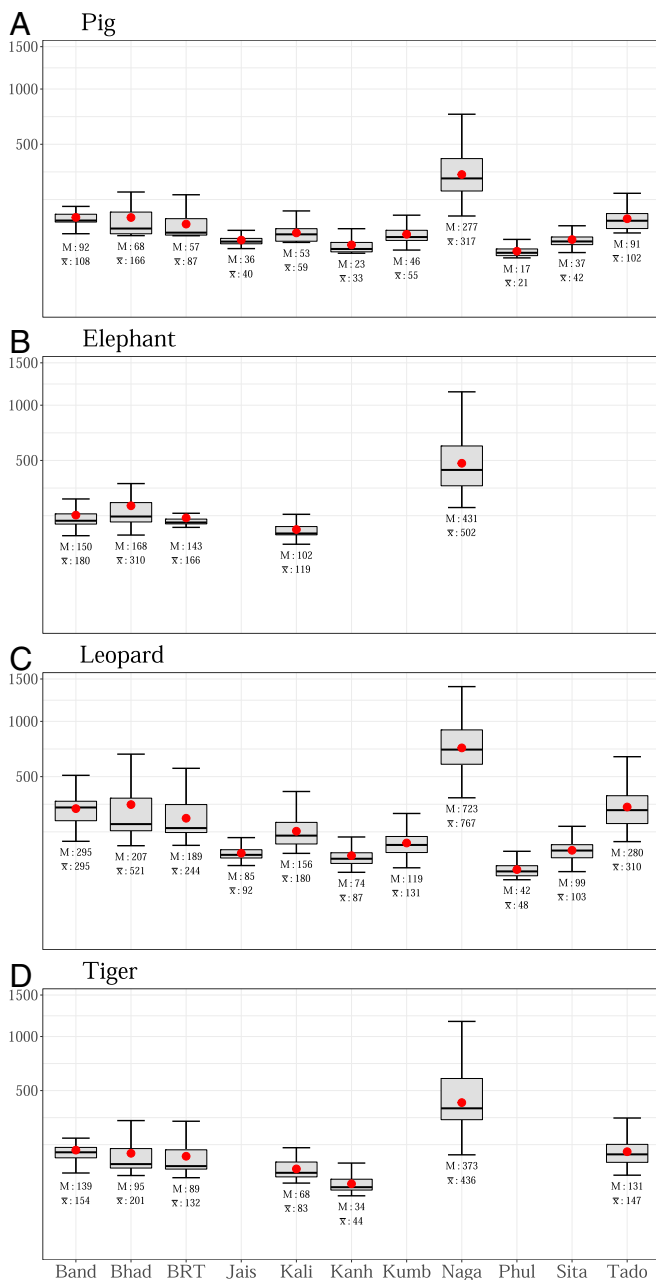 A Pig
1500
1000
500
M : 92
x̄ : 108
M : 68
x̄ : 166
M : 57
x̄ : 87
M : 36
x̄ : 40
M : 53
x̄ : 59
M : 23
x̄ : 33
M : 46
x̄ : 55
M : 277
x̄ : 317
M : 17
x̄ : 21
M : 37
x̄ : 42
M : 91
x̄ : 102
B Elephant
1500
1000
500
M : 150
x̄ : 180
M : 168
x̄ : 310
M : 143
x̄ : 166
M : 102
x̄ : 119
M : 431
x̄ : 502
C Leopard
1500
1000
500
M : 295
x̄ : 295
M : 207
x̄ : 521
M : 189
x̄ : 244
M : 85
x̄ : 92
M : 156
x̄ : 180
M : 74
x̄ : 87
M : 119
x̄ : 131
M : 723
x̄ : 767
M : 42
x̄ : 48
M : 99
x̄ : 103
M : 280
x̄ : 310
D Tiger
1500
1000
500
M : 139
x̄ : 154
M : 95
x̄ : 201
M : 89
x̄ : 132
M : 68
x̄ : 83
M : 34
x̄ : 44
M : 373
x̄ : 436
M : 131
x̄ : 147
Band Bhad BRT Jais Kali Kanh Kumb Naga Phul Sita Tado